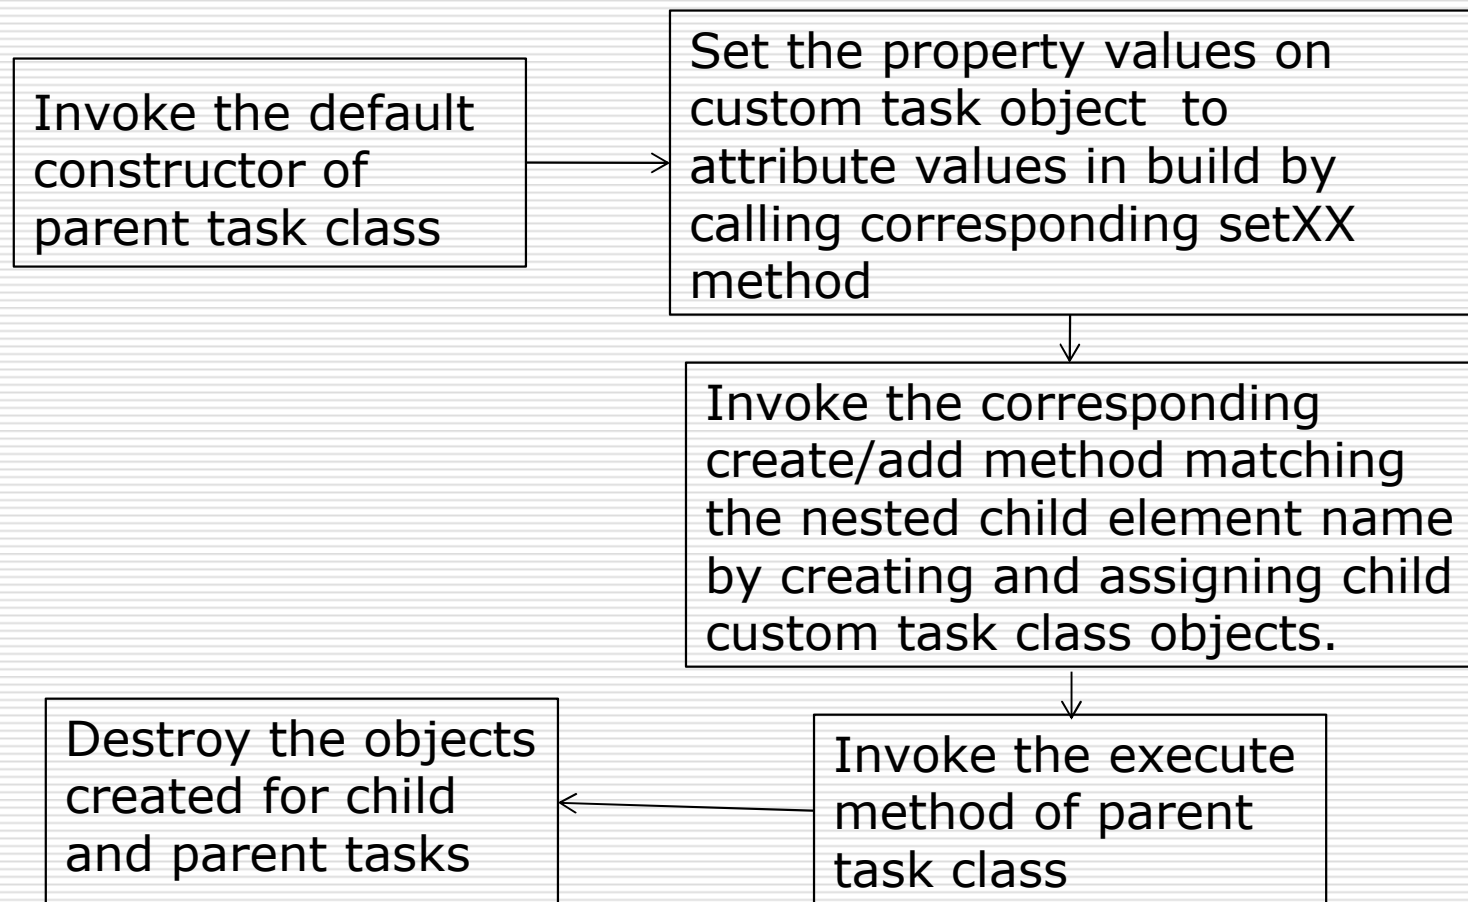 Invoke the default
constructor of
parent task class
Set the property values on
custom task object  to
attribute values in build by
calling corresponding setXX
method
Invoke the corresponding
create/add method matching
the nested child element name
by creating and assigning child
custom task class objects.
Invoke the execute
method of parent
task class
Destroy the objects
created for child
and parent tasks